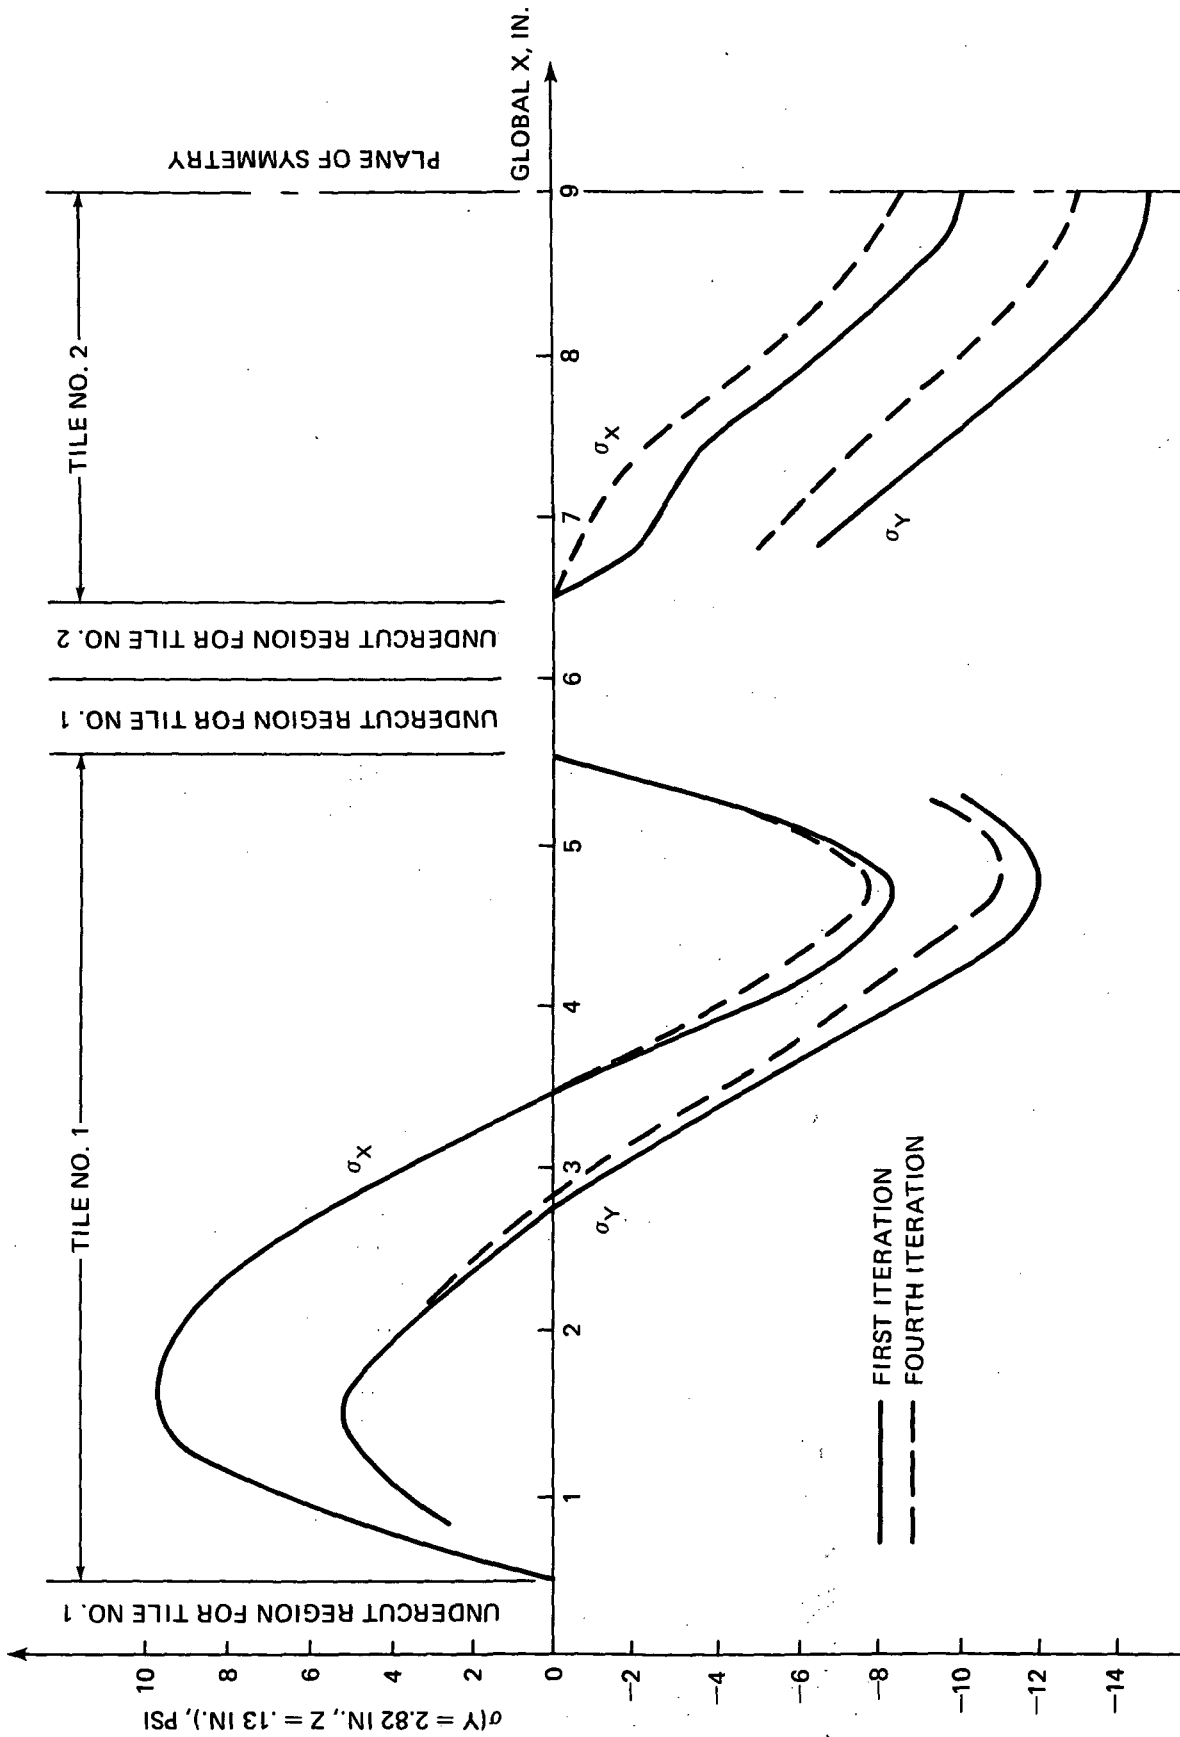 TILE NO. 1
TILE NO. 2
UNDERCUT REGION FOR TILE NO. 1
UNDERCUT REGION FOR TILE NO. 1
UNDERCUT REGION FOR TILE NO. 2
PLANE OF SYMMETRY
σ(Y = 2.82 IN., Z = .13 IN.), PSI
10
8
6
4
2
0
−2
−4
−6
−8
−10
−12
−14
1
2
3
4
5
6
7
8
9
GLOBAL X, IN.
σX
σY
σX
σY
FIRST ITERATION
FOURTH ITERATION